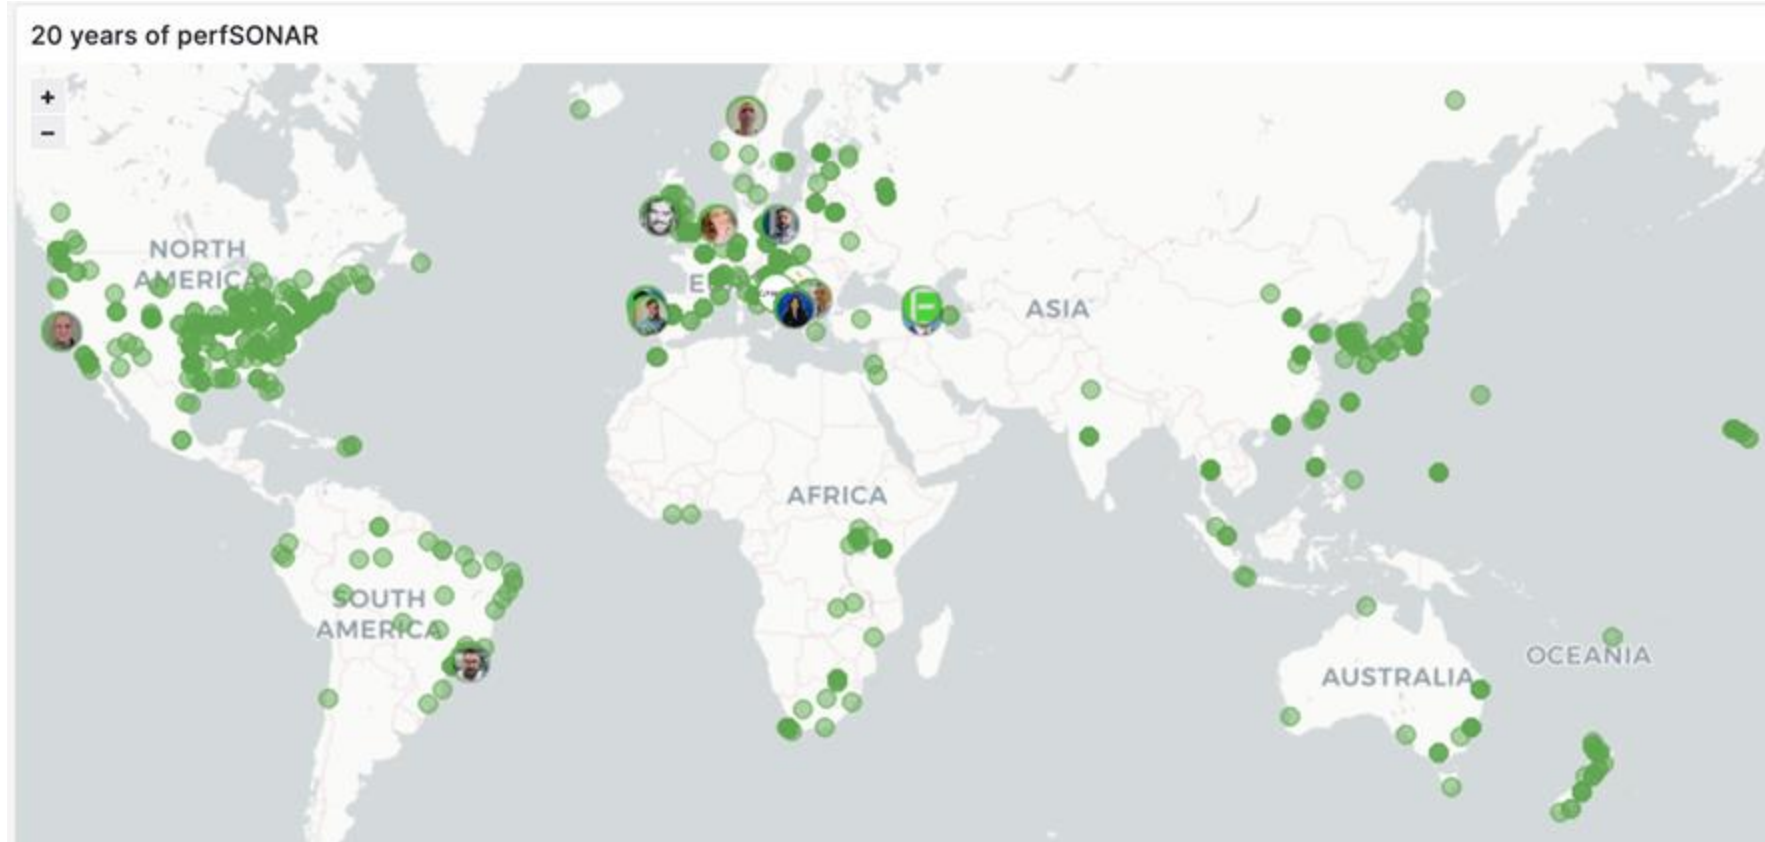 20 years of perfSONAR
+
−
NORTH
AMERICA
ASIA
AFRICA
SOUTH
AMERICA
OCEANIA
AUSTRALIA